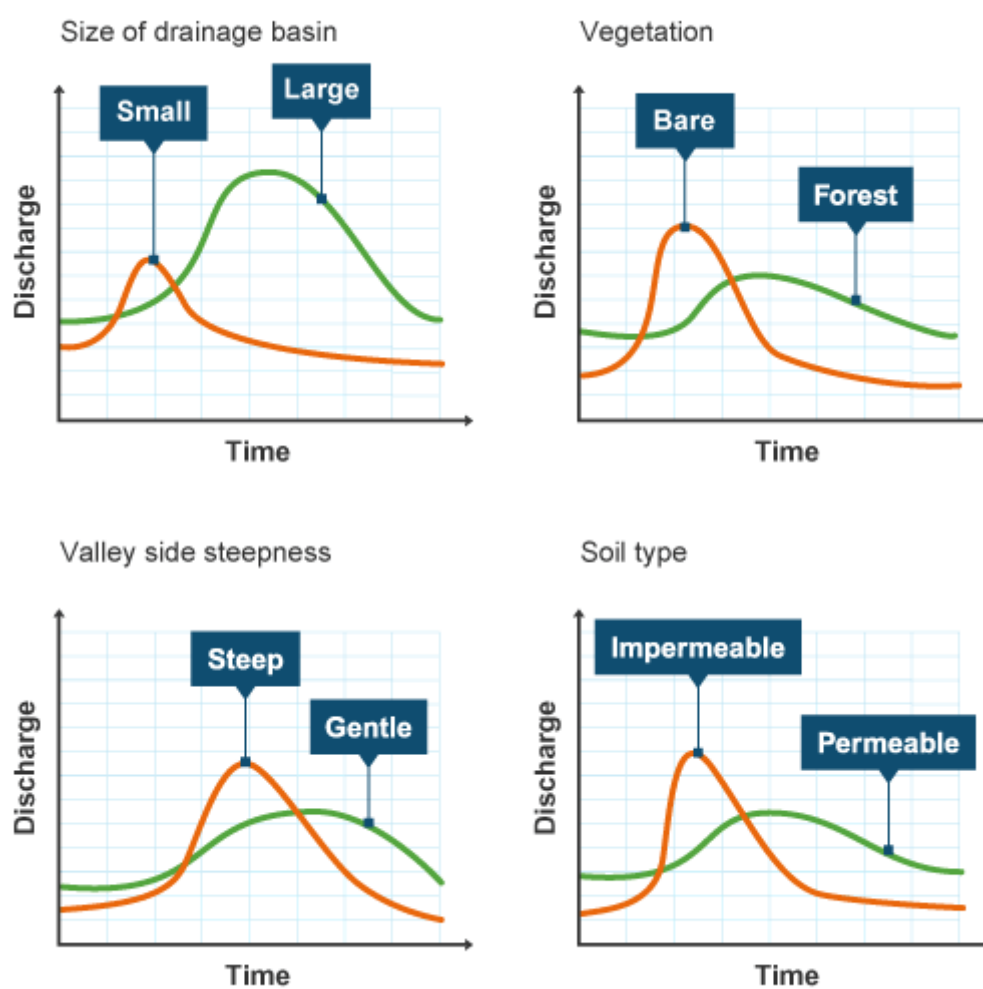 Size of drainage basin
Small
Large
Discharge
Time
Vegetation
Bare
Forest
Discharge
Time
Valley side steepness
Steep
Gentle
Discharge
Time
Soil type
Impermeable
Permeable
Discharge
Time